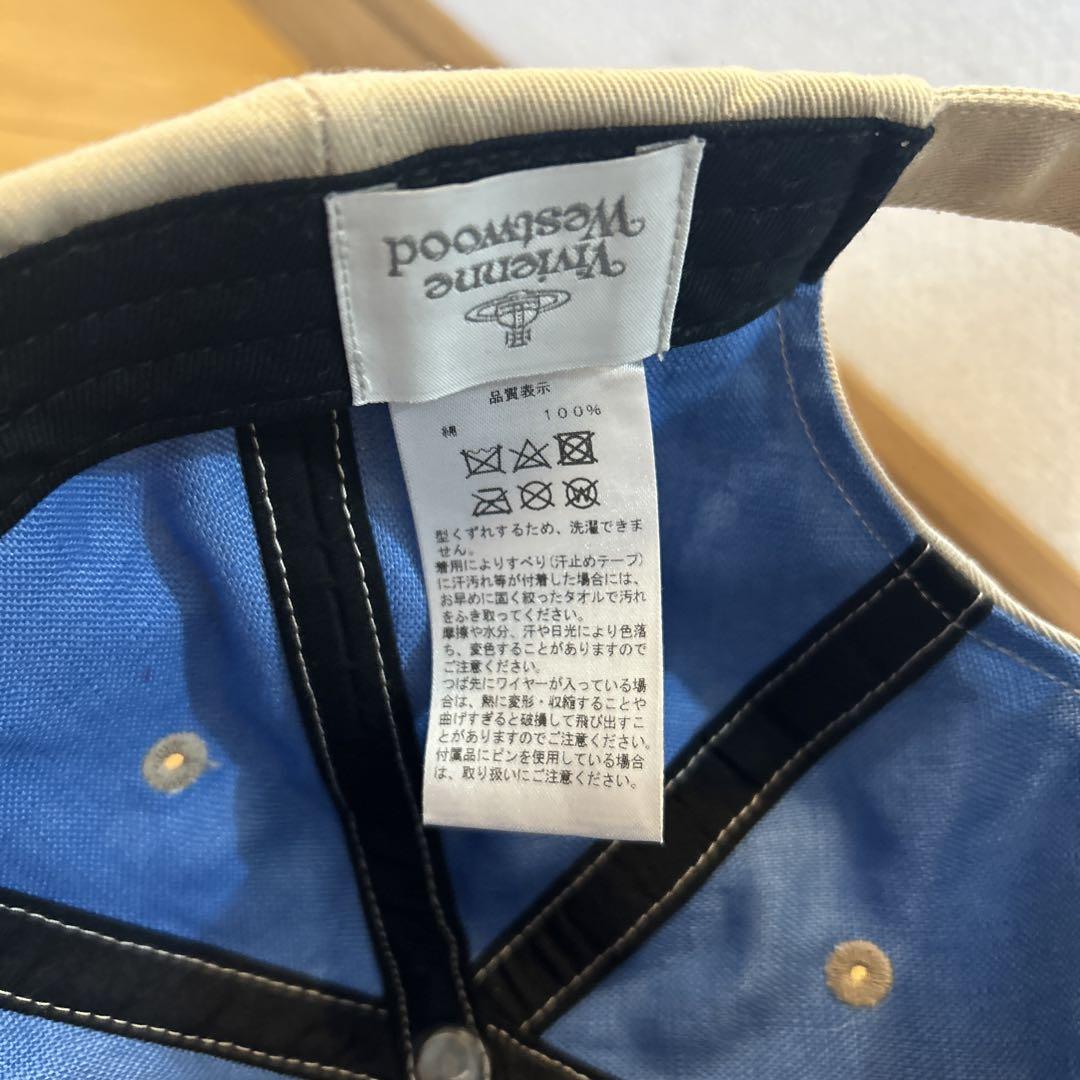 Vivienne
Westwood
品質表示
綿 100%
型くずれするため、洗濯できま
せん。
着用によりすべり(汗止めテープ)
に汗汚れ等が付着した場合には、
お早めに固く絞ったタオルで汚れ
をふき取ってください。
摩擦や水分、汗や日光により色落
ち、変色することがありますので
ご注意ください。
つば先にワイヤーが入っている場
合は、熱に変形・収縮することや
曲げすぎると破損して飛び出すこ
とがありますのでご注意ください。
付属品にピンを使用している場合
は、取り扱いにご注意ください。